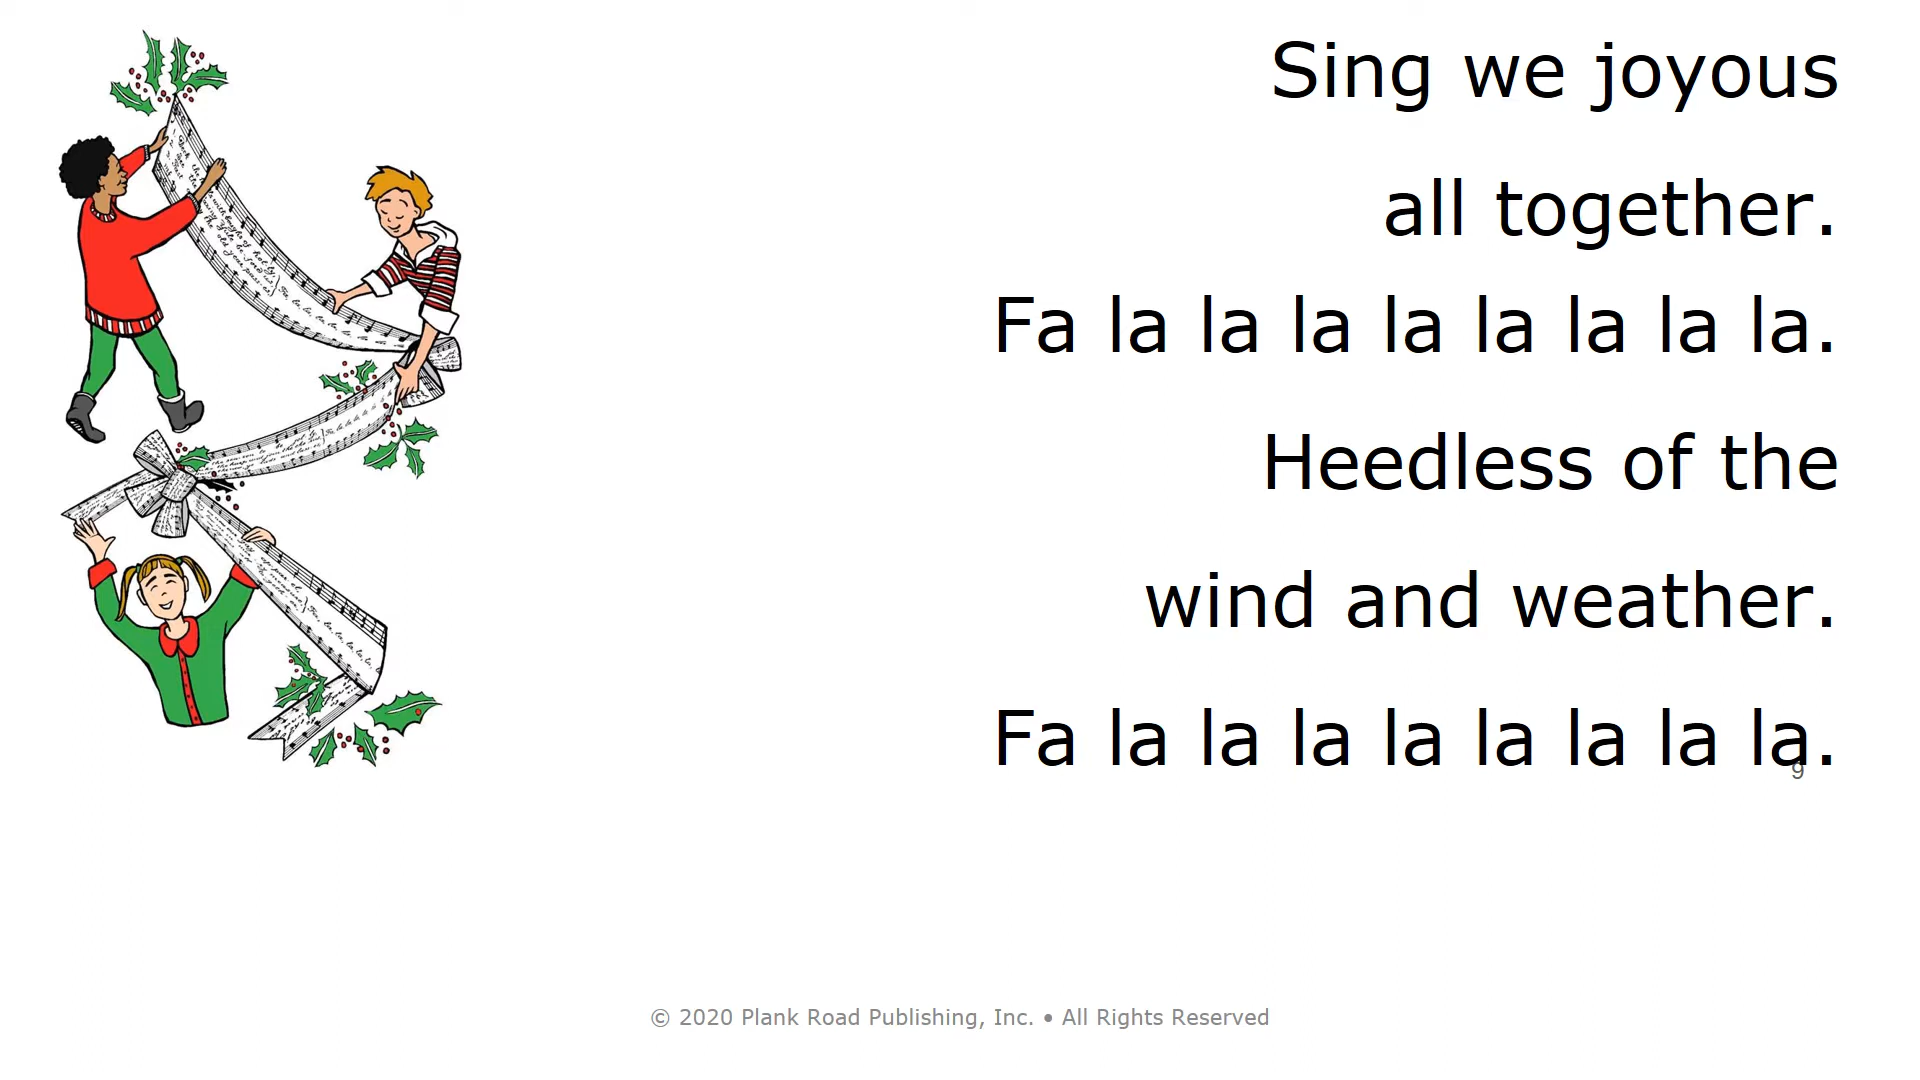 Sing we joyous
all together.
Fa la la la la la la la la.
Heedless of the
wind and weather.
Fa la la la la la la la la.
9
© 2020 Plank Road Publishing, Inc. • All Rights Reserved